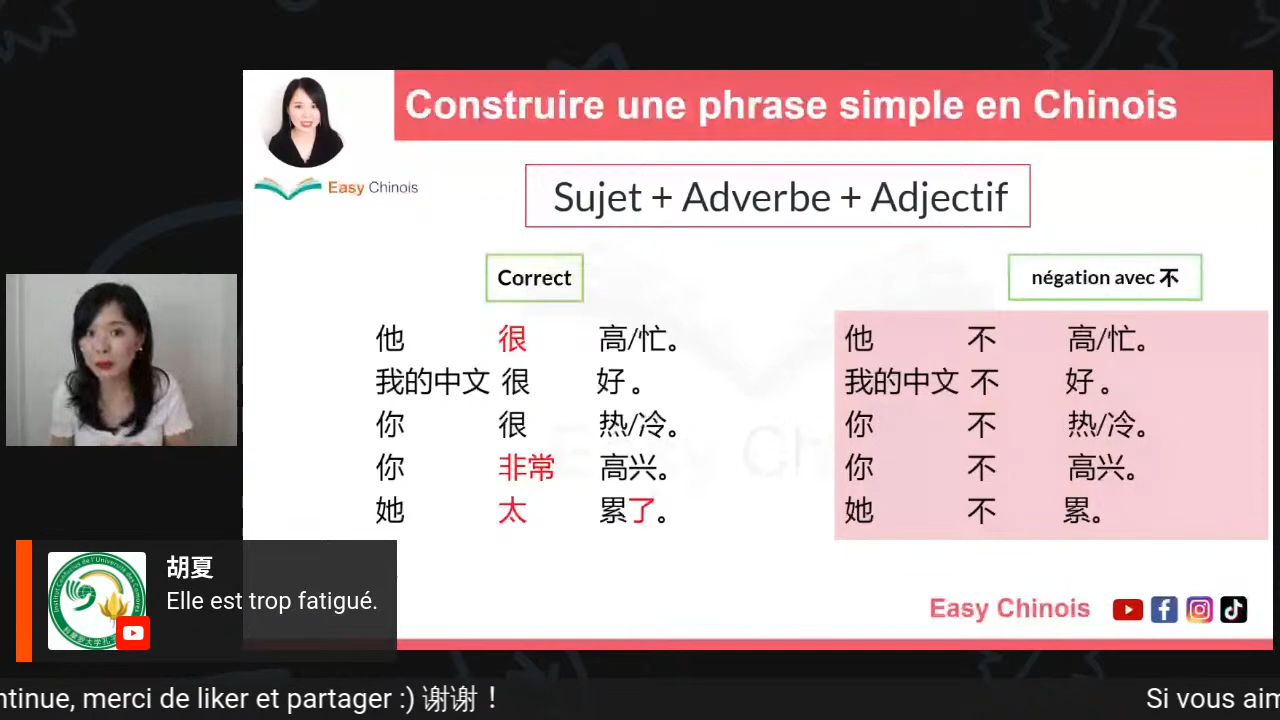 Construire une phrase simple en Chinois
Easy Chinois
Sujet + Adverbe + Adjectif
Correct
他 很 高/忙。
我的中文 很 好 。
你 很 热/冷。
你 非常 高兴。
她 太 累了。
négation avec 不
他 不 高/忙。
我的中文 不 好 。
你 不 热/冷。
你 不 高兴。
她 不 累。
胡夏
Elle est trop fatigué.
Easy Chinois
ntinue, merci de liker et partager :) 谢谢！
Si vous aim